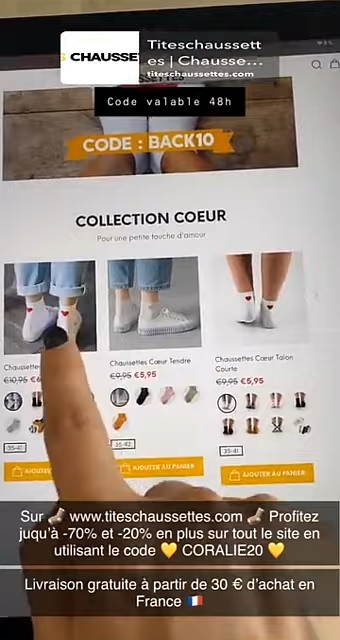 CHAUSSE
Titeschaussett
es | Chausse...
titeschaussettes.com
Code valable 48h
CODE : BACK10
COLLECTION COEUR
Pour une petite touche d'amour
Chaussettes Cœur Tendre
€9,95 €5,95
Chaussettes Cœur Talon
Courte
€9,95 €5,95
Chaussettes
€10,95 €6
35-41
35-42
35-41
AJOUTER AU PANIER
AJOUTER AU PANIER
Sur 🧦 www.titeschaussettes.com 🧦 Profitez
juqu'à -70% et -20% en plus sur tout le site en
utilisant le code 💛 CORALIE20 💛
Livraison gratuite à partir de 30 € d'achat en
France 🇫🇷